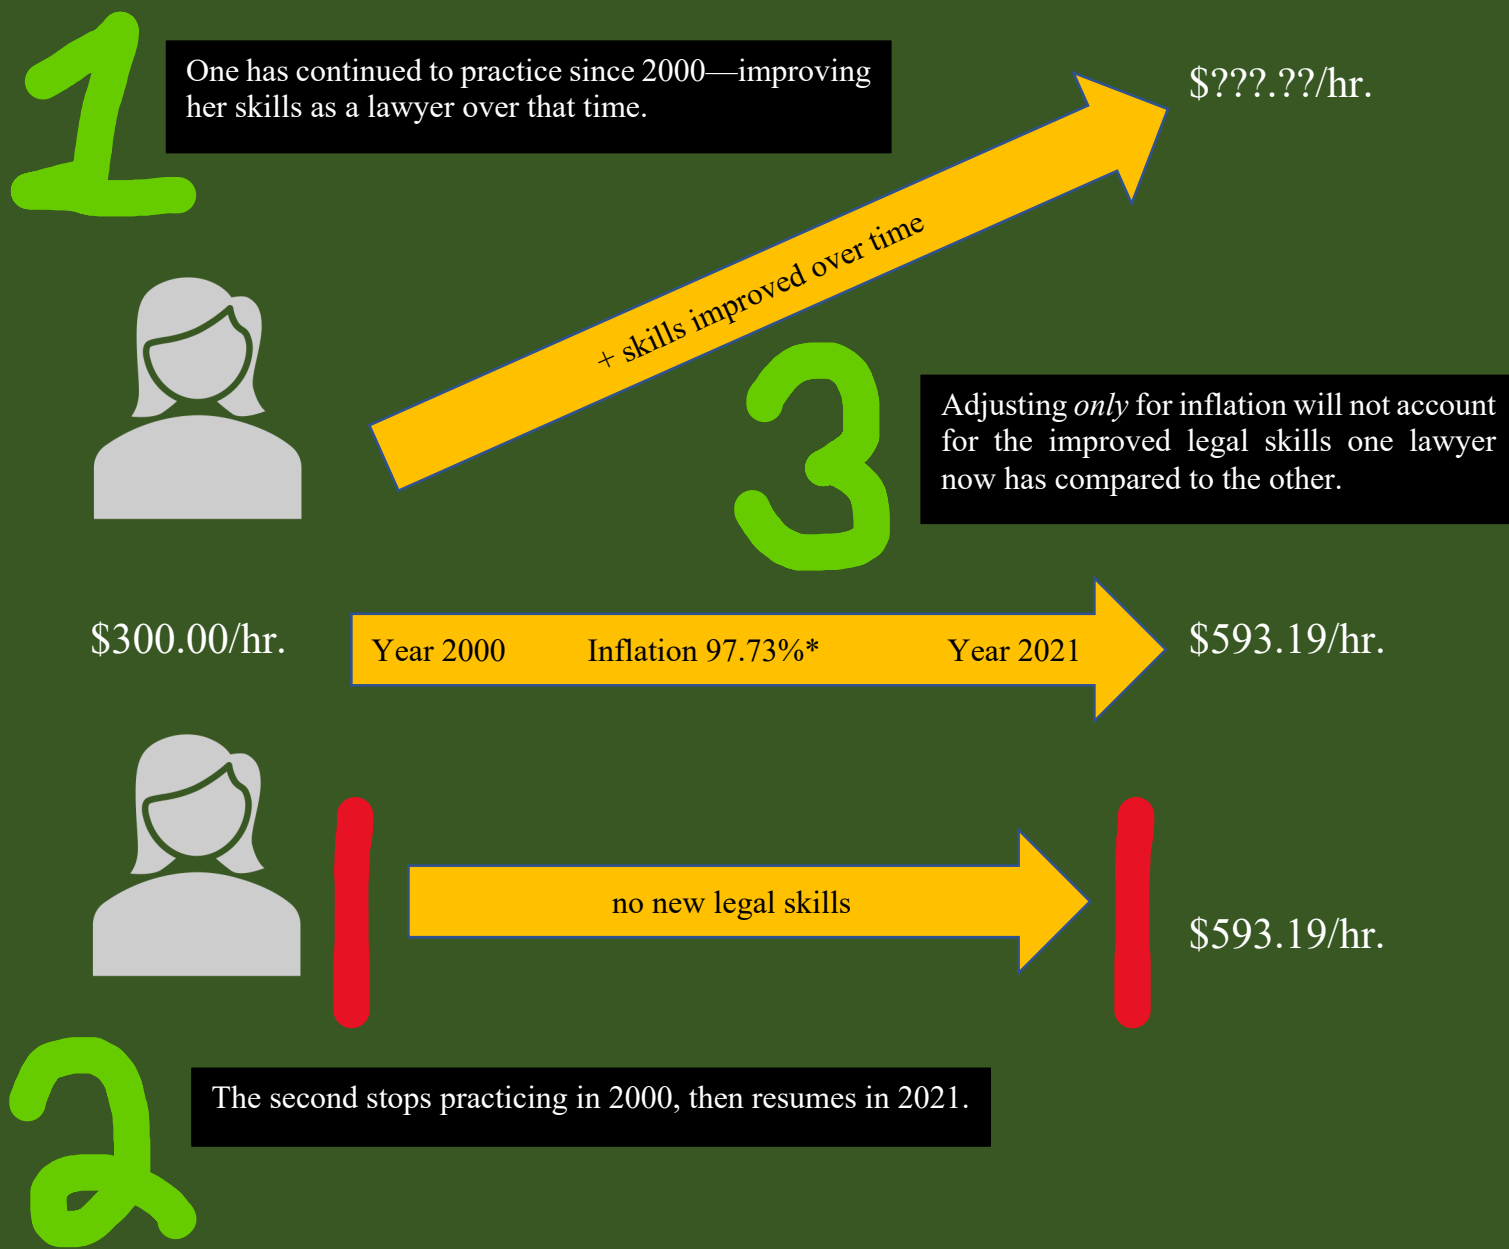 1
One has continued to practice since 2000—improving
her skills as a lawyer over that time.
$???.??/hr.
+ skills improved over time
3
Adjusting only for inflation will not account
for the improved legal skills one lawyer
now has compared to the other.
$300.00/hr.
Year 2000 Inflation 97.73%* Year 2021
$593.19/hr.
no new legal skills
$593.19/hr.
2
The second stops practicing in 2000, then resumes in 2021.